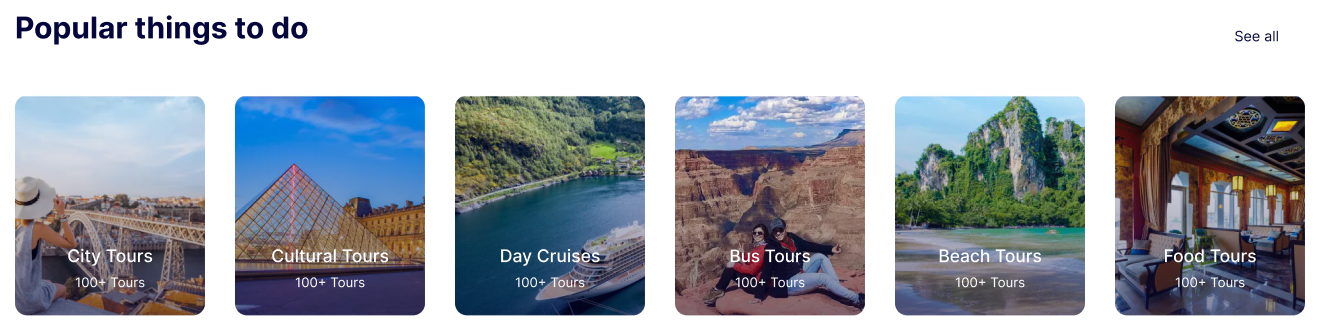 Popular things to do
See all
City Tours
100+ Tours
Cultural Tours
100+ Tours
Day Cruises
100+ Tours
Bus Tours
100+ Tours
Beach Tours
100+ Tours
Food Tours
100+ Tours